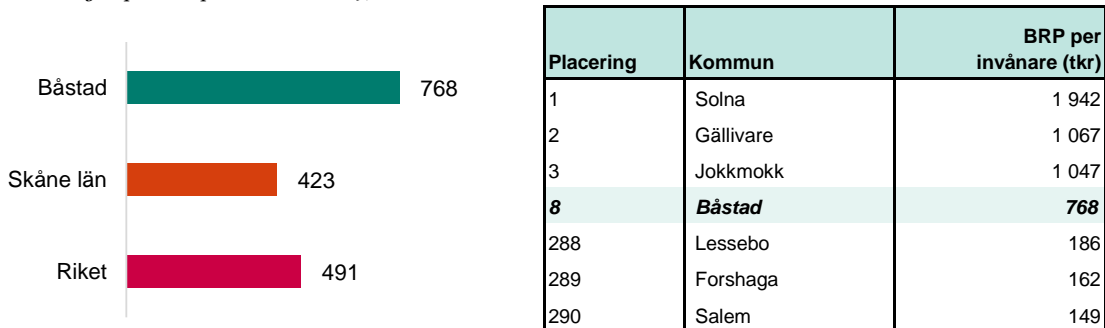 Båstad 768
Skåne län 423
Riket 491
Placering Kommun BRP per invånare (tkr)
1 Solna 1 942
2 Gällivare 1 067
3 Jokkmokk 1 047
8 Båstad 768
288 Lessebo 186
289 Forshaga 162
290 Salem 149